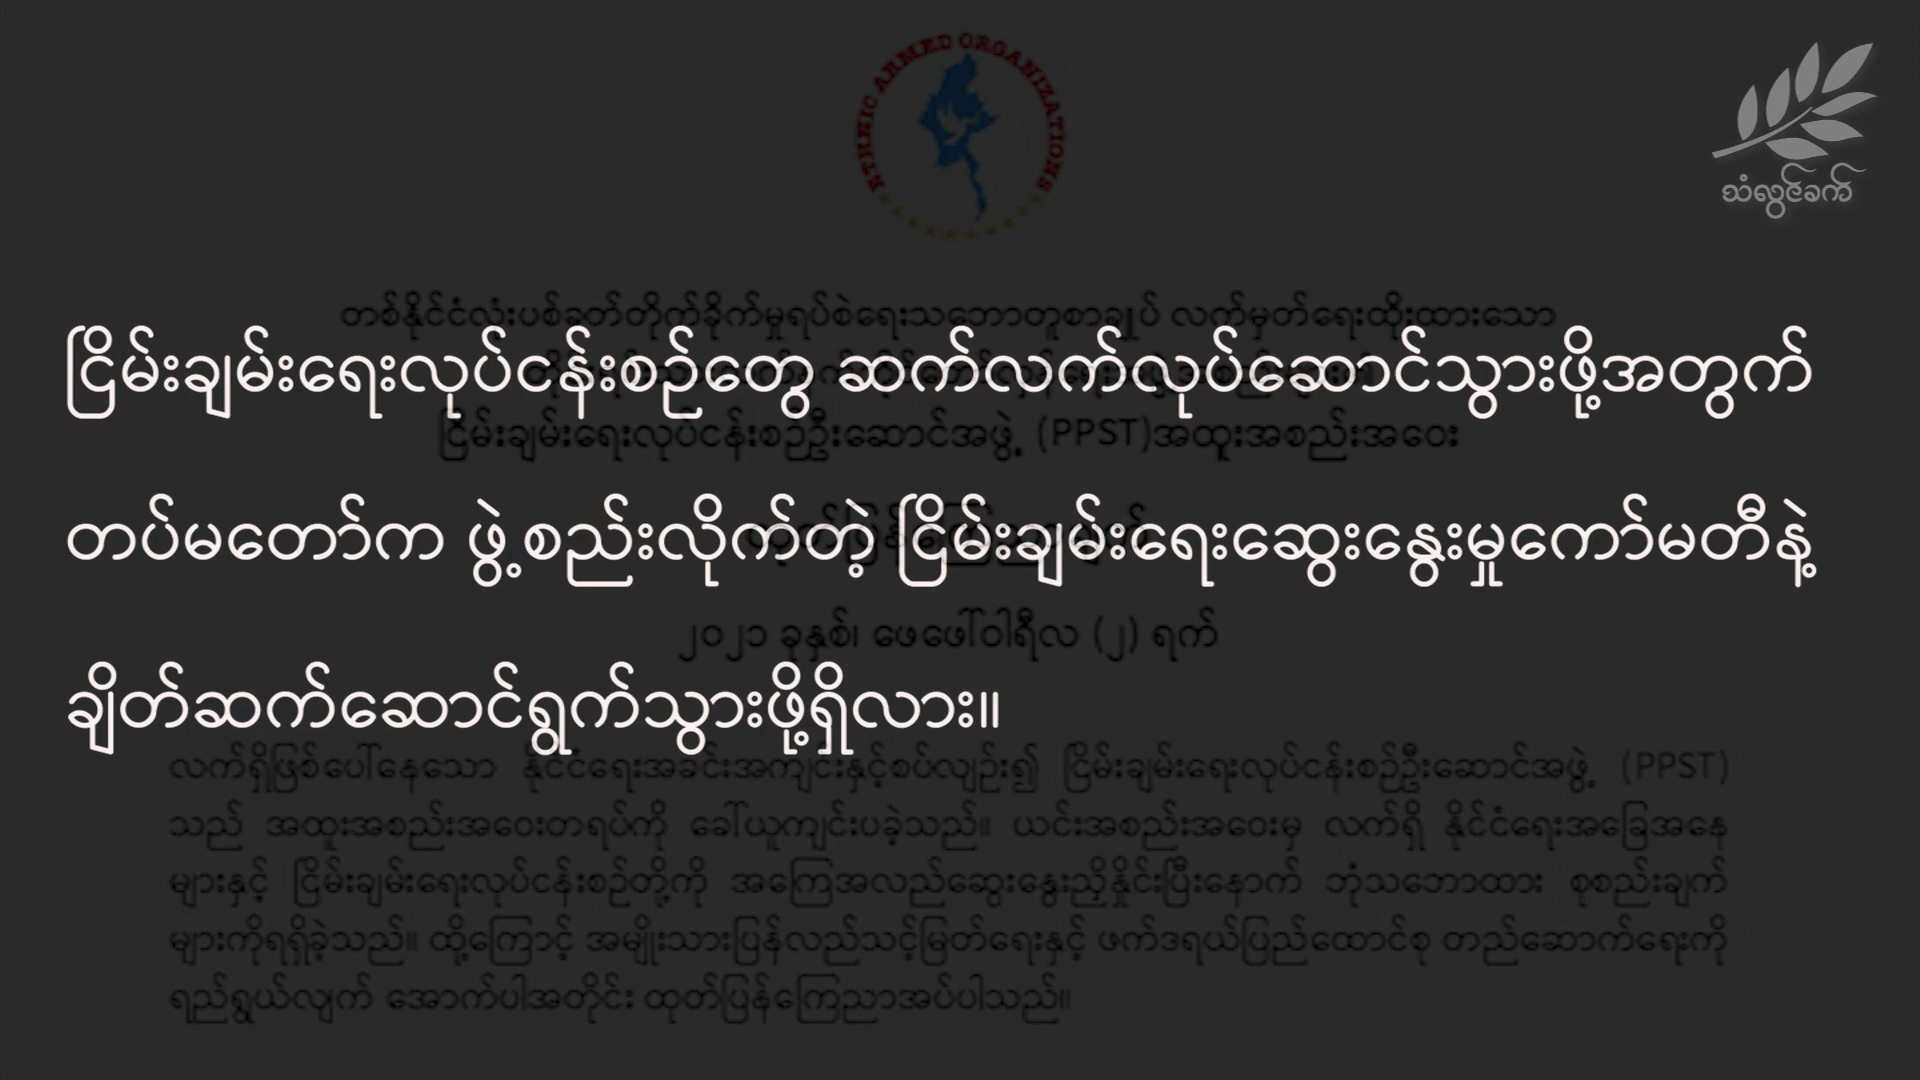 ETHNIC ARMED ORGANIZATIONS
သံလွင်ခက်
တစ်နိုင်ငံလုံးပစ်ခတ်တိုက်ခိုက်မှုရပ်စဲရေးသဘောတူစာချုပ် လက်မှတ်ရေးထိုးထားသော
ငြိမ်းချမ်းရေးလုပ်ငန်းစဉ်တွေ ဆက်လက်လုပ်ဆောင်သွားဖို့အတွက်
ငြိမ်းချမ်းရေးလုပ်ငန်းစဉ်ဦးဆောင်အဖွဲ့ (PPST)အထူးအစည်းအဝေး
တပ်မတော်က ဖွဲ့စည်းလိုက်တဲ့ ငြိမ်းချမ်းရေးဆွေးနွေးမှုကော်မတီနဲ့
၂၀၂၁ ခုနှစ်၊ ဖေဖော်ဝါရီလ (၂) ရက်
ချိတ်ဆက်ဆောင်ရွက်သွားဖို့ရှိလား။
လက်ရှိဖြစ်ပေါ်နေသော နိုင်ငံရေးအခင်းအကျင်းနှင့်စပ်လျဉ်း၍ ငြိမ်းချမ်းရေးလုပ်ငန်းစဉ်ဦးဆောင်အဖွဲ့ (PPST)
သည် အထူးအစည်းအဝေးတရပ်ကို ခေါ်ယူကျင်းပခဲ့သည်။ ယင်းအစည်းအဝေးမှ လက်ရှိ နိုင်ငံရေးအခြေအနေ
များနှင့် ငြိမ်းချမ်းရေးလုပ်ငန်းစဉ်တို့ကို အကြေအလည်ဆွေးနွေးညှိနှိုင်းပြီးနောက် ဘုံသဘောထား စုစည်းချက်
များကိုရရှိခဲ့သည်။ ထို့ကြောင့် အမျိုးသားပြန်လည်သင့်မြတ်ရေးနှင့် ဖက်ဒရယ်ပြည်ထောင်စု တည်ဆောက်ရေးကို
ရည်ရွယ်လျက် အောက်ပါအတိုင်း ထုတ်ပြန်ကြေညာအပ်ပါသည်။